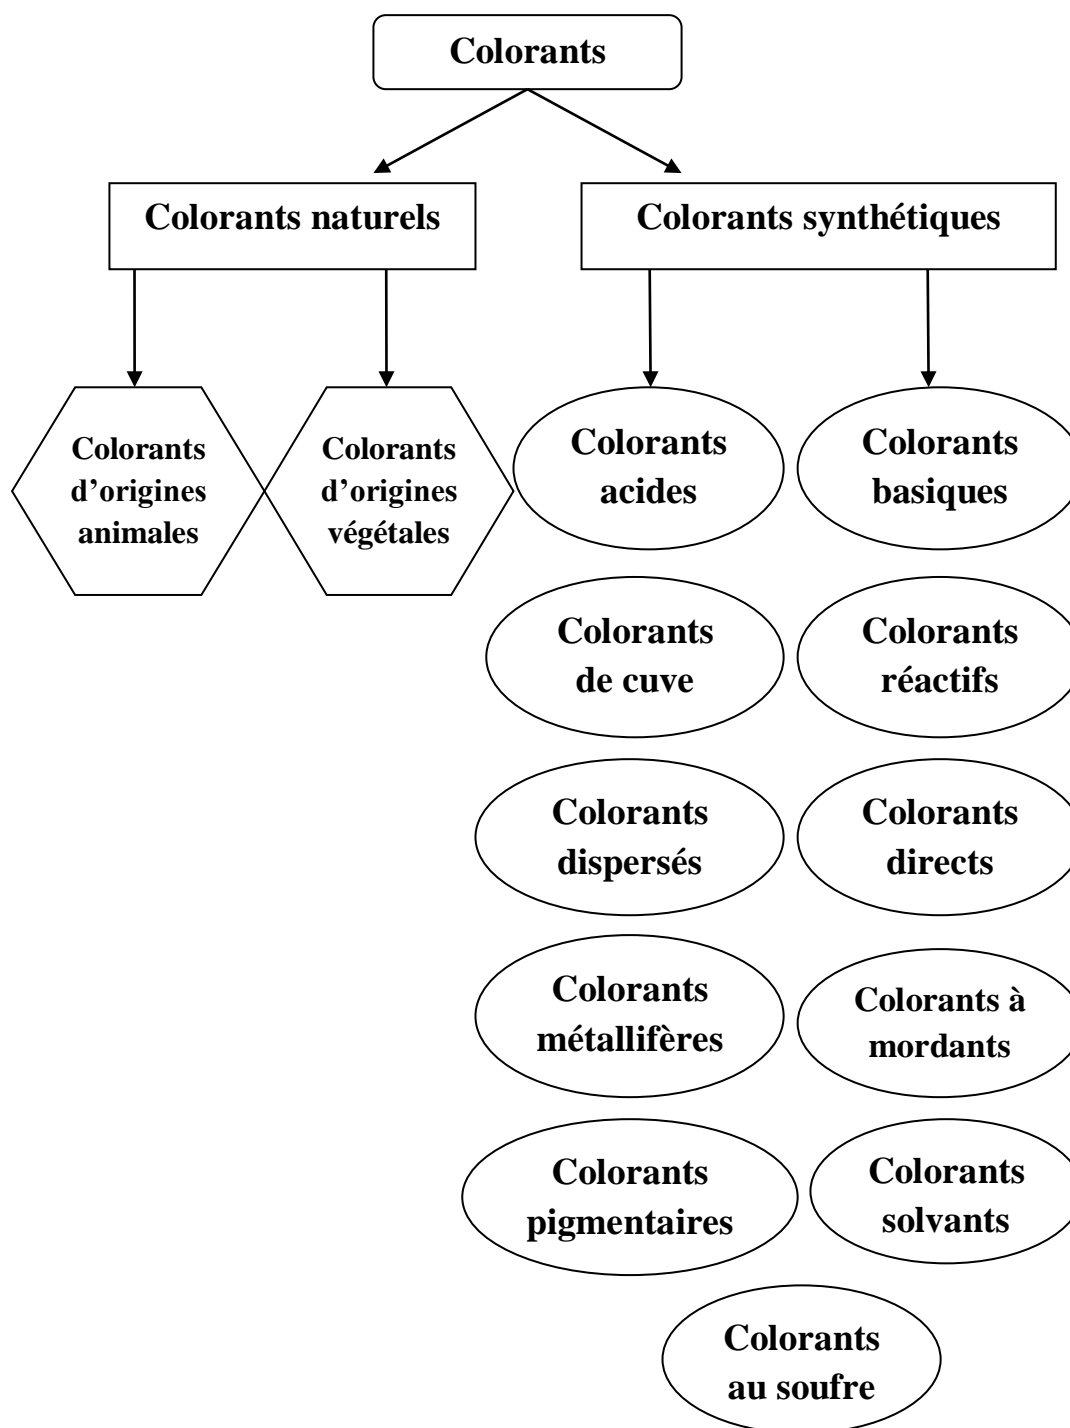 Colorants
Colorants naturels
Colorants synthétiques
Colorants
d’origines
animales
Colorants
d’origines
végétales
Colorants
acides
Colorants
basiques
Colorants
de cuve
Colorants
réactifs
Colorants
dispersés
Colorants
directs
Colorants
métallifères
Colorants à
mordants
Colorants
pigmentaires
Colorants
solvants
Colorants
au soufre